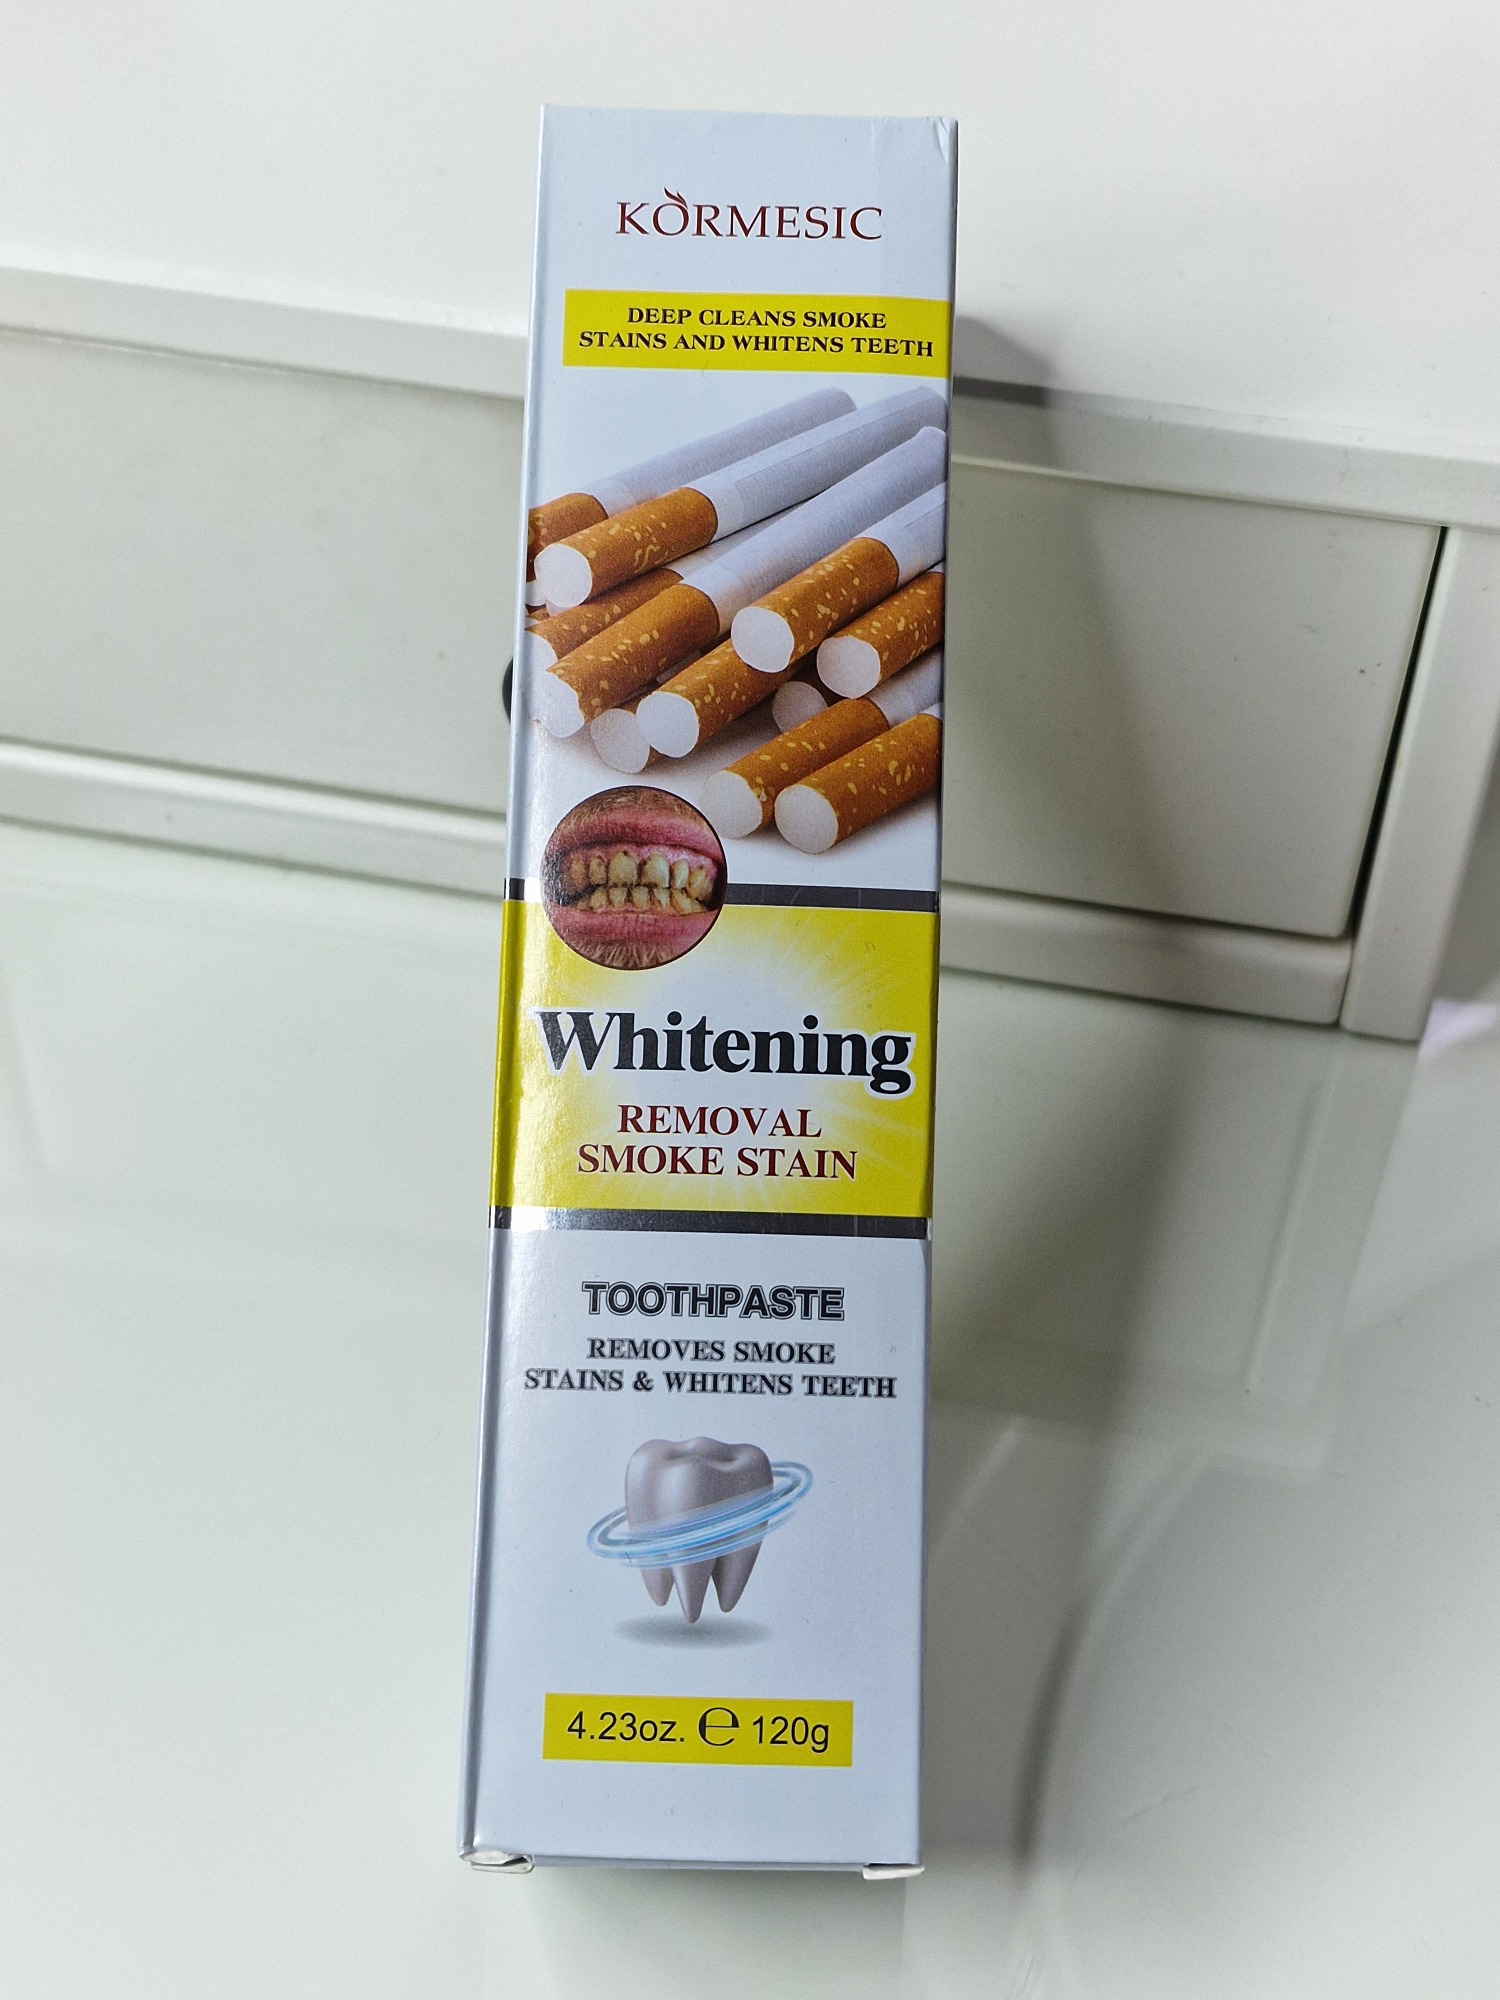 KORMESIC
DEEP CLEANS SMOKE
STAINS AND WHITENS TEETH
Whitening
REMOVAL
SMOKE STAIN
TOOTHPASTE
REMOVES SMOKE
STAINS & WHITENS TEETH
4.23oz. ℮ 120g